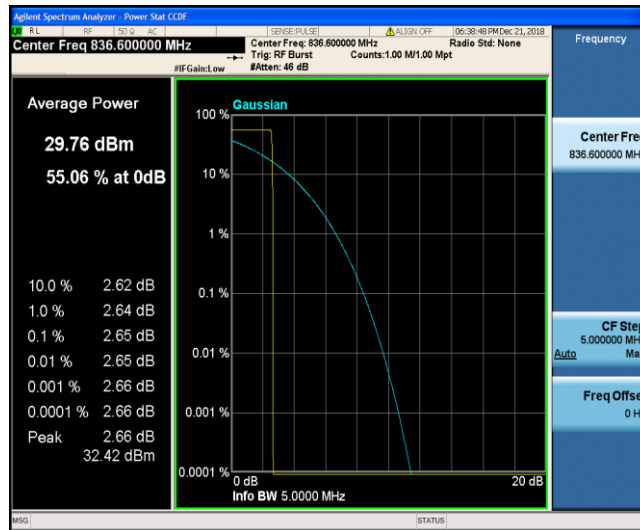 Agilent Spectrum Analyzer - Power Stat CCDF
RL RF 50 Ω AC SENSE:PULSE ALIGN OFF 06:38:48 PM Dec 21, 2018
Center Freq 836.600000 MHz
Center Freq: 836.600000 MHz Radio Std: None
Trig: RF Burst Counts:1.00 M/1.00 Mpt
#IFGain:Low #Atten: 46 dB
Frequency
Average Power
29.76 dBm
55.06 % at 0dB
10.0 % 2.62 dB
1.0 % 2.64 dB
0.1 % 2.65 dB
0.01 % 2.65 dB
0.001 % 2.66 dB
0.0001 % 2.66 dB
Peak 2.66 dB
32.42 dBm
Gaussian
100 %
10 %
1 %
0.1 %
0.01 %
0.001 %
0.0001 %
0 dB 20 dB
Info BW 5.0000 MHz
Center Fre
836.600000 MH
CF Step
5.000000 MH
Auto Ma
Freq Offse
0 H
MSG STATUS